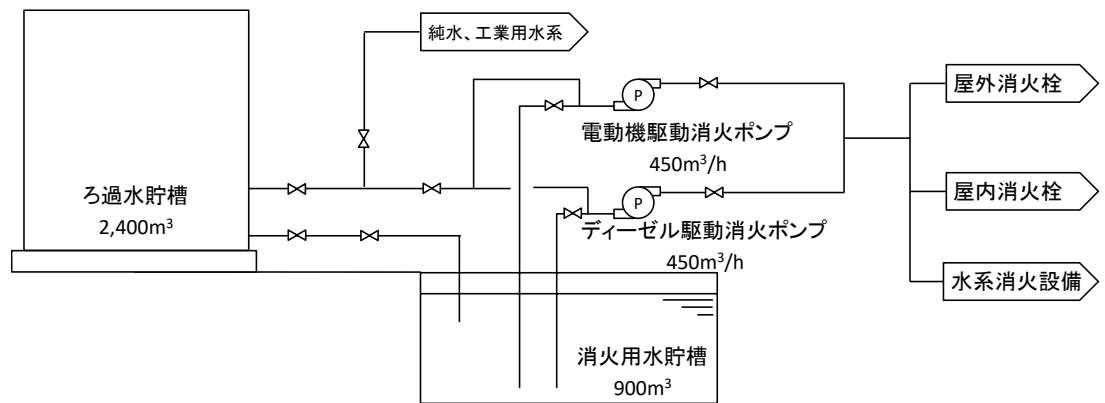 純水、工業用水系
P
電動機駆動消火ポンプ
450m³/h
屋外消火栓
ろ過水貯槽
2,400m³
P
ディーゼル駆動消火ポンプ
450m³/h
屋内消火栓
水系消火設備
消火用水貯槽
900m³